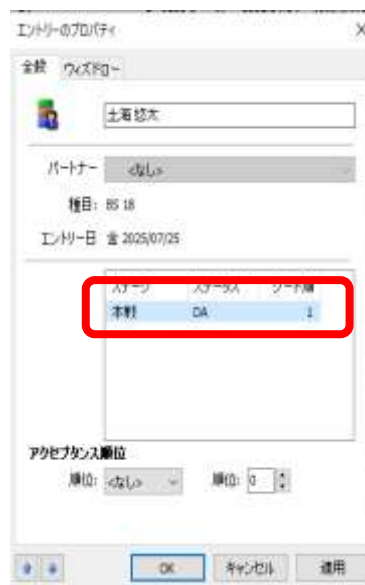 エントリーのプロパティ
全般 ウィズドロー
土海 悠太
パートナー <なし>
種目: BS 18
エントリー日 金 2025/07/25
ステージ ステータス シード順
本戦 DA 1
アクセプタンス順位
順位: <なし> 順位: 0
OK キャンセル 適用